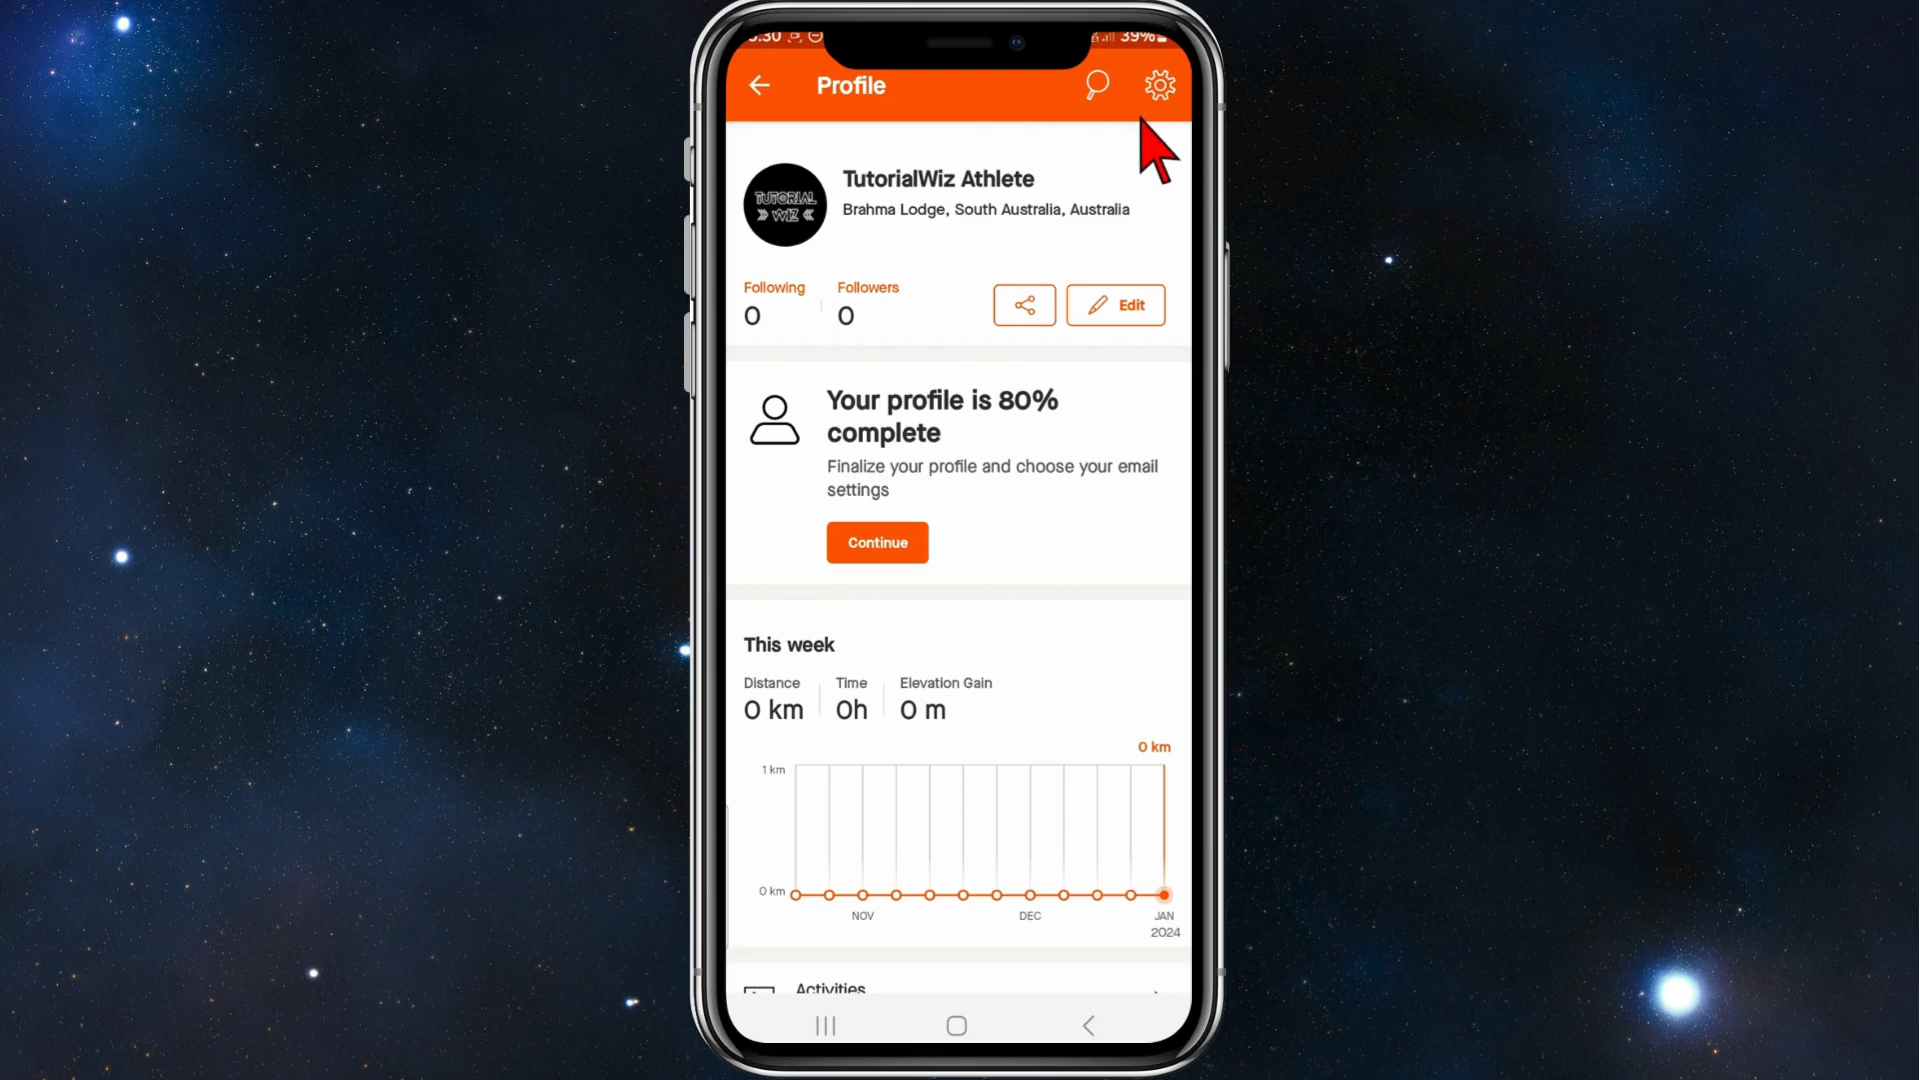 39%
Profile
TUTORIAL
WIZ
TutorialWiz Athlete
Brahma Lodge, South Australia, Australia
Following
Followers
0
0
Edit
Your profile is 80%
complete
Finalize your profile and choose your email
settings
Continue
This week
Distance
Time
Elevation Gain
0 km
0h
0 m
0 km
1 km
0 km
NOV
DEC
JAN
2024
Activities